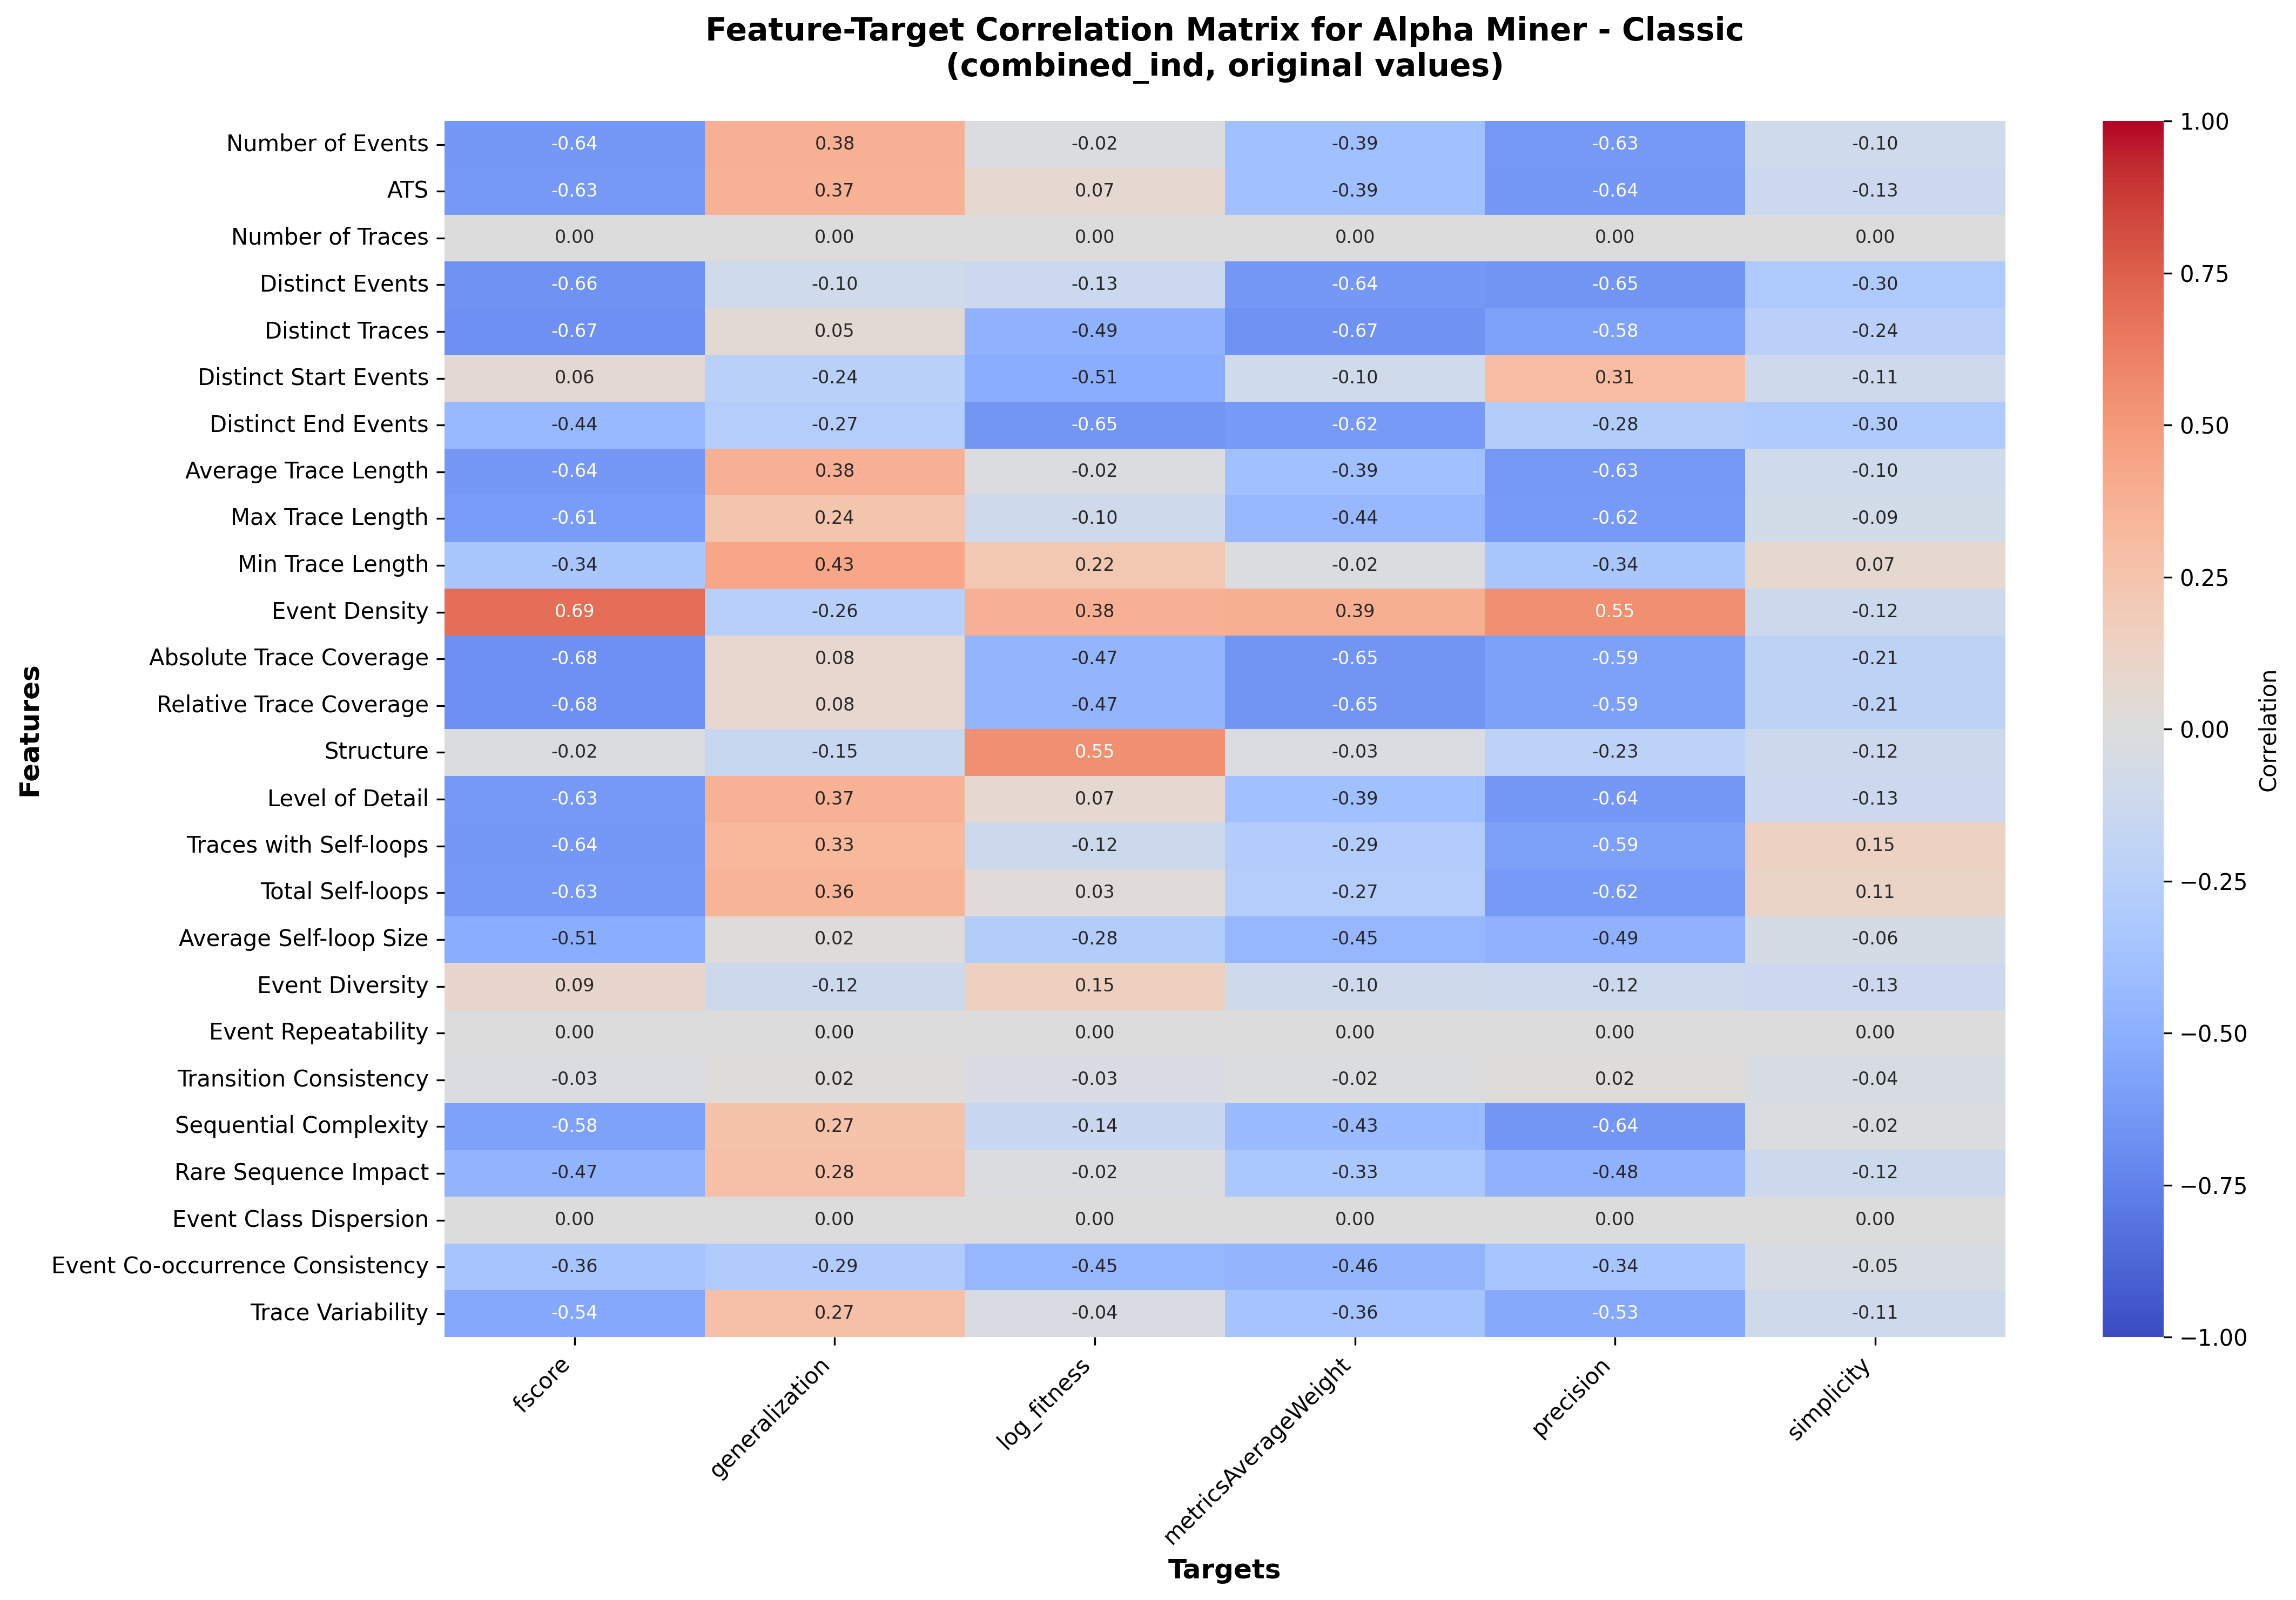 Feature-Target Correlation Matrix for Alpha Miner - Classic
(combined_ind, original values)
Features
Number of Events -0.64 0.38 -0.02 -0.39 -0.63 -0.10
ATS -0.63 0.37 0.07 -0.39 -0.64 -0.13
Number of Traces 0.00 0.00 0.00 0.00 0.00 0.00
Distinct Events -0.66 -0.10 -0.13 -0.64 -0.65 -0.30
Distinct Traces -0.67 0.05 -0.49 -0.67 -0.58 -0.24
Distinct Start Events 0.06 -0.24 -0.51 -0.10 0.31 -0.11
Distinct End Events -0.44 -0.27 -0.65 -0.62 -0.28 -0.30
Average Trace Length -0.64 0.38 -0.02 -0.39 -0.63 -0.10
Max Trace Length -0.61 0.24 -0.10 -0.44 -0.62 -0.09
Min Trace Length -0.34 0.43 0.22 -0.02 -0.34 0.07
Event Density 0.69 -0.26 0.38 0.39 0.55 -0.12
Absolute Trace Coverage -0.68 0.08 -0.47 -0.65 -0.59 -0.21
Relative Trace Coverage -0.68 0.08 -0.47 -0.65 -0.59 -0.21
Structure -0.02 -0.15 0.55 -0.03 -0.23 -0.12
Level of Detail -0.63 0.37 0.07 -0.39 -0.64 -0.13
Traces with Self-loops -0.64 0.33 -0.12 -0.29 -0.59 0.15
Total Self-loops -0.63 0.36 0.03 -0.27 -0.62 0.11
Average Self-loop Size -0.51 0.02 -0.28 -0.45 -0.49 -0.06
Event Diversity 0.09 -0.12 0.15 -0.10 -0.12 -0.13
Event Repeatability 0.00 0.00 0.00 0.00 0.00 0.00
Transition Consistency -0.03 0.02 -0.03 -0.02 0.02 -0.04
Sequential Complexity -0.58 0.27 -0.14 -0.43 -0.64 -0.02
Rare Sequence Impact -0.47 0.28 -0.02 -0.33 -0.48 -0.12
Event Class Dispersion 0.00 0.00 0.00 0.00 0.00 0.00
Event Co-occurrence Consistency -0.36 -0.29 -0.45 -0.46 -0.34 -0.05
Trace Variability -0.54 0.27 -0.04 -0.36 -0.53 -0.11
fscore generalization log_fitness metricsAverageWeight precision simplicity
Targets
1.00
0.75
0.50
0.25
0.00
−0.25
−0.50
−0.75
−1.00
Correlation